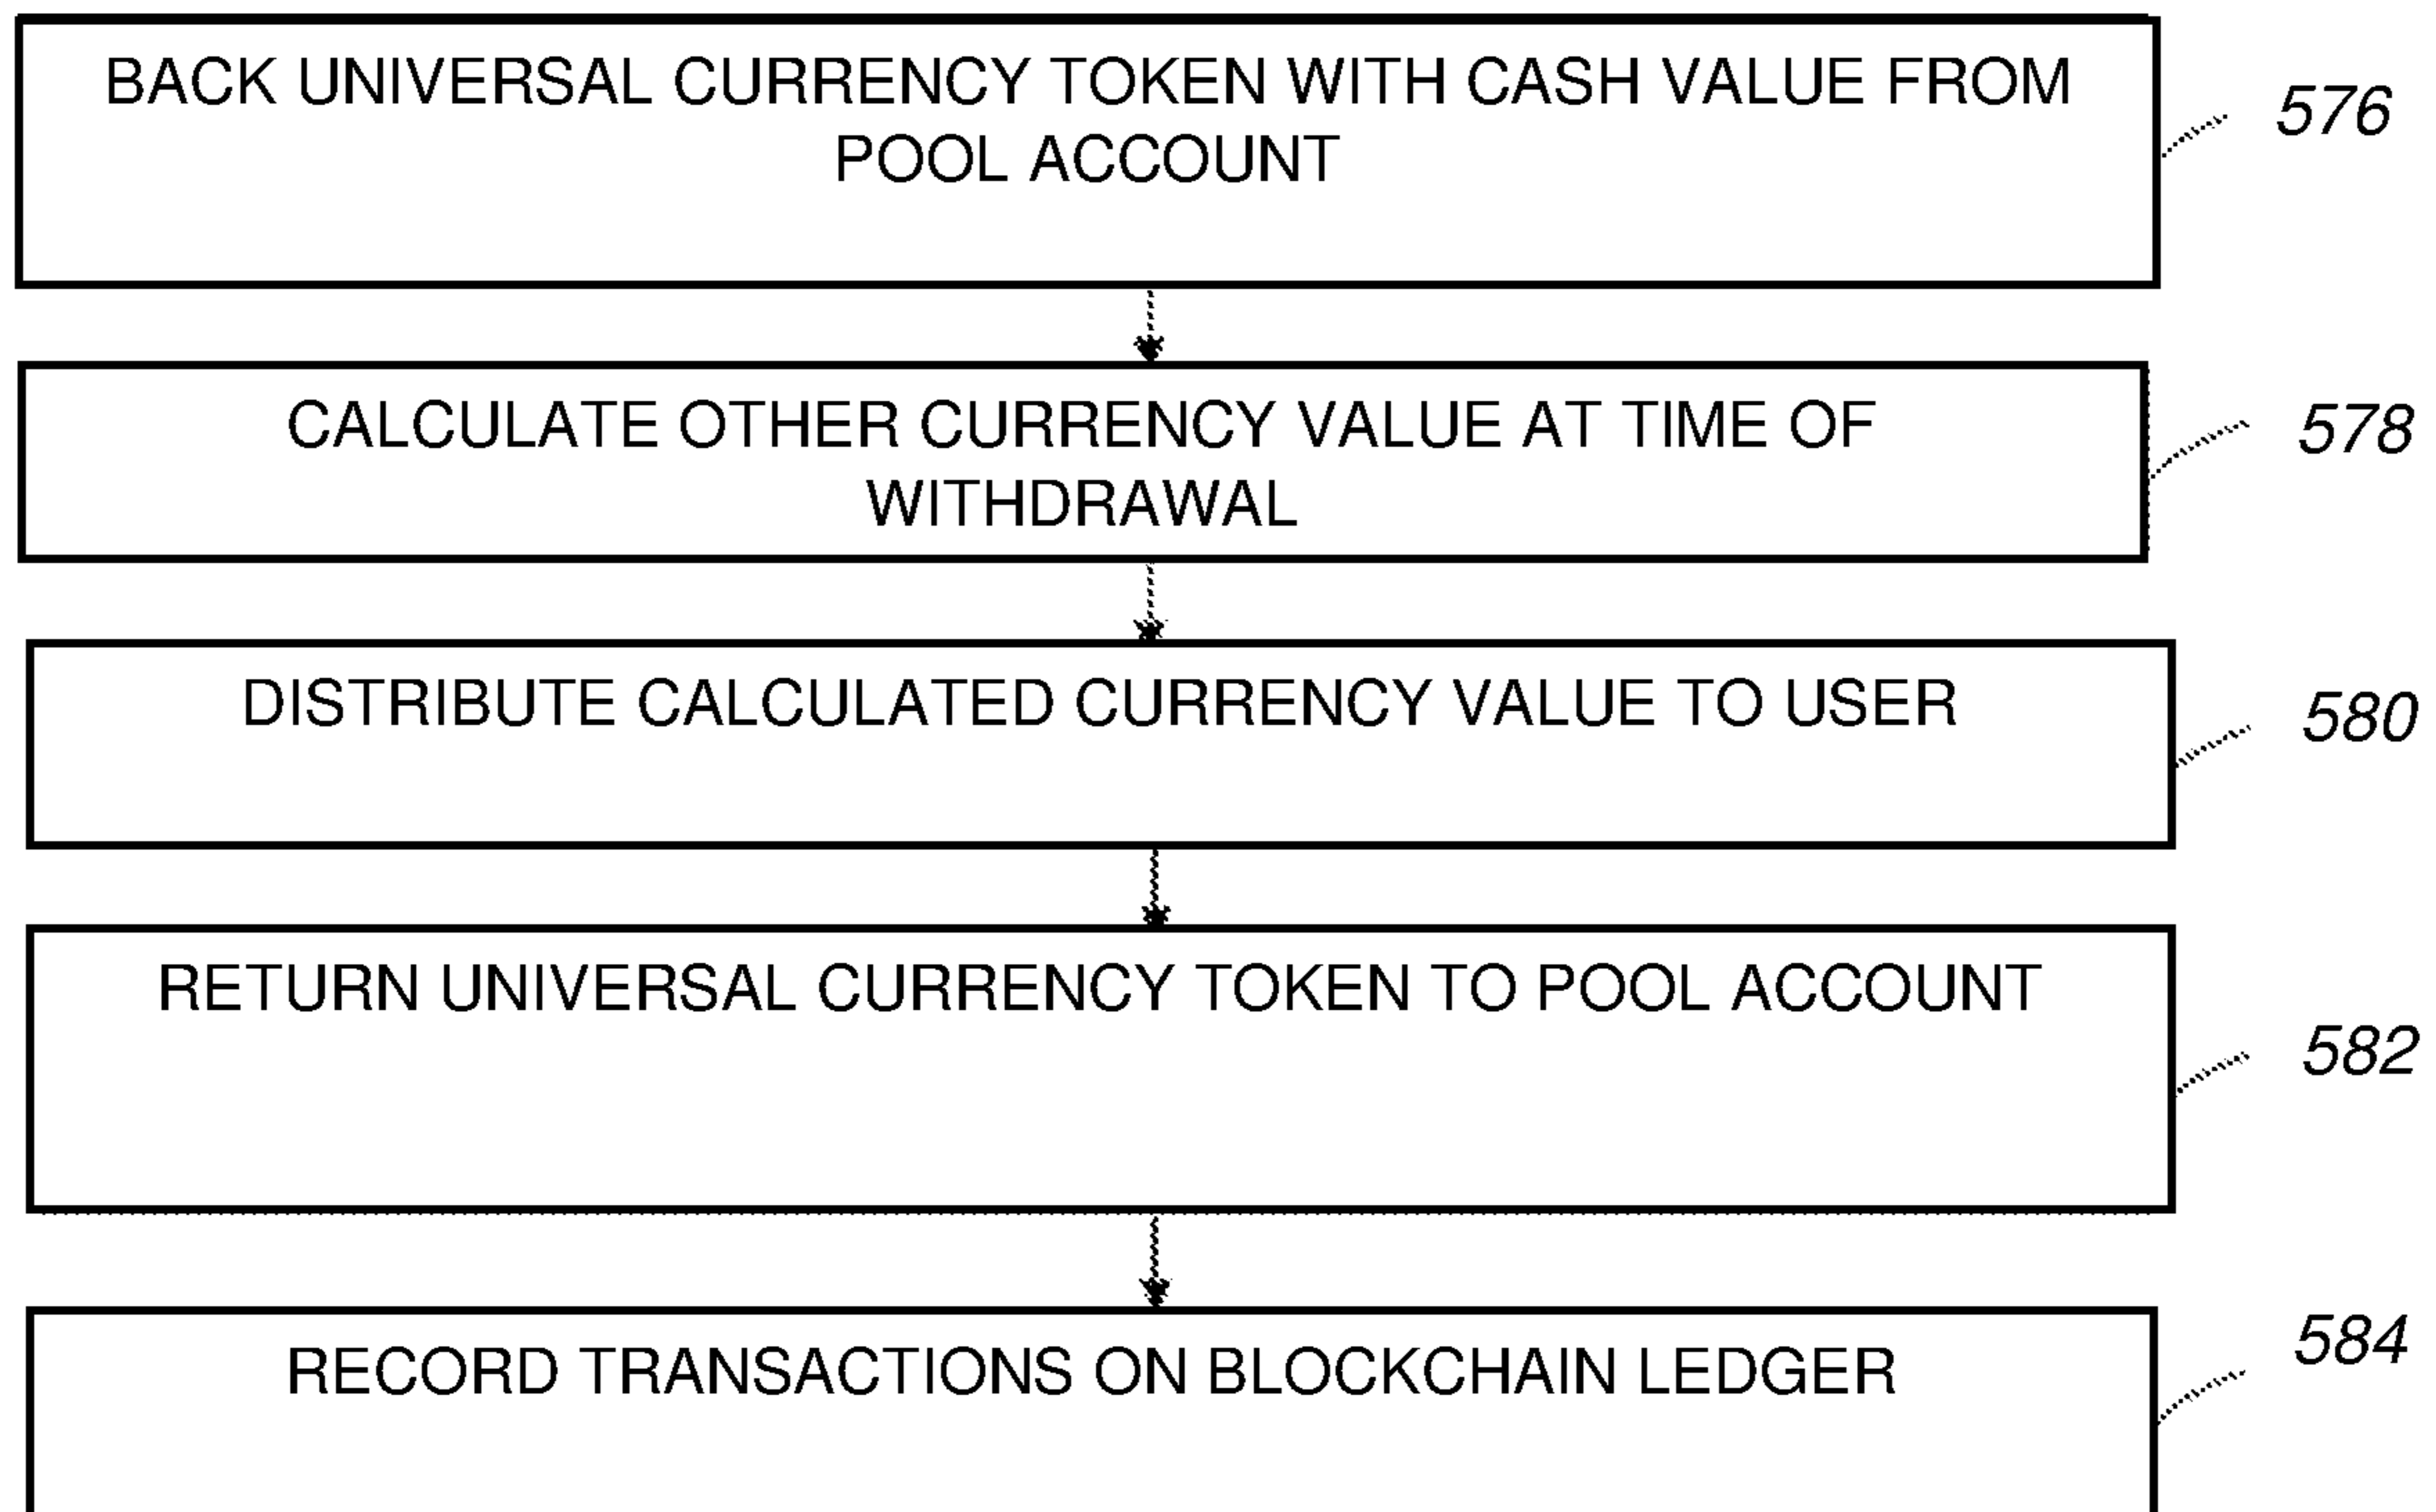 BACK UNIVERSAL CURRENCY TOKEN WITH CASH VALUE FROM
POOL ACCOUNT
576
CALCULATE OTHER CURRENCY VALUE AT TIME OF
WITHDRAWAL
578
DISTRIBUTE CALCULATED CURRENCY VALUE TO USER
580
RETURN UNIVERSAL CURRENCY TOKEN TO POOL ACCOUNT
582
RECORD TRANSACTIONS ON BLOCKCHAIN LEDGER
584